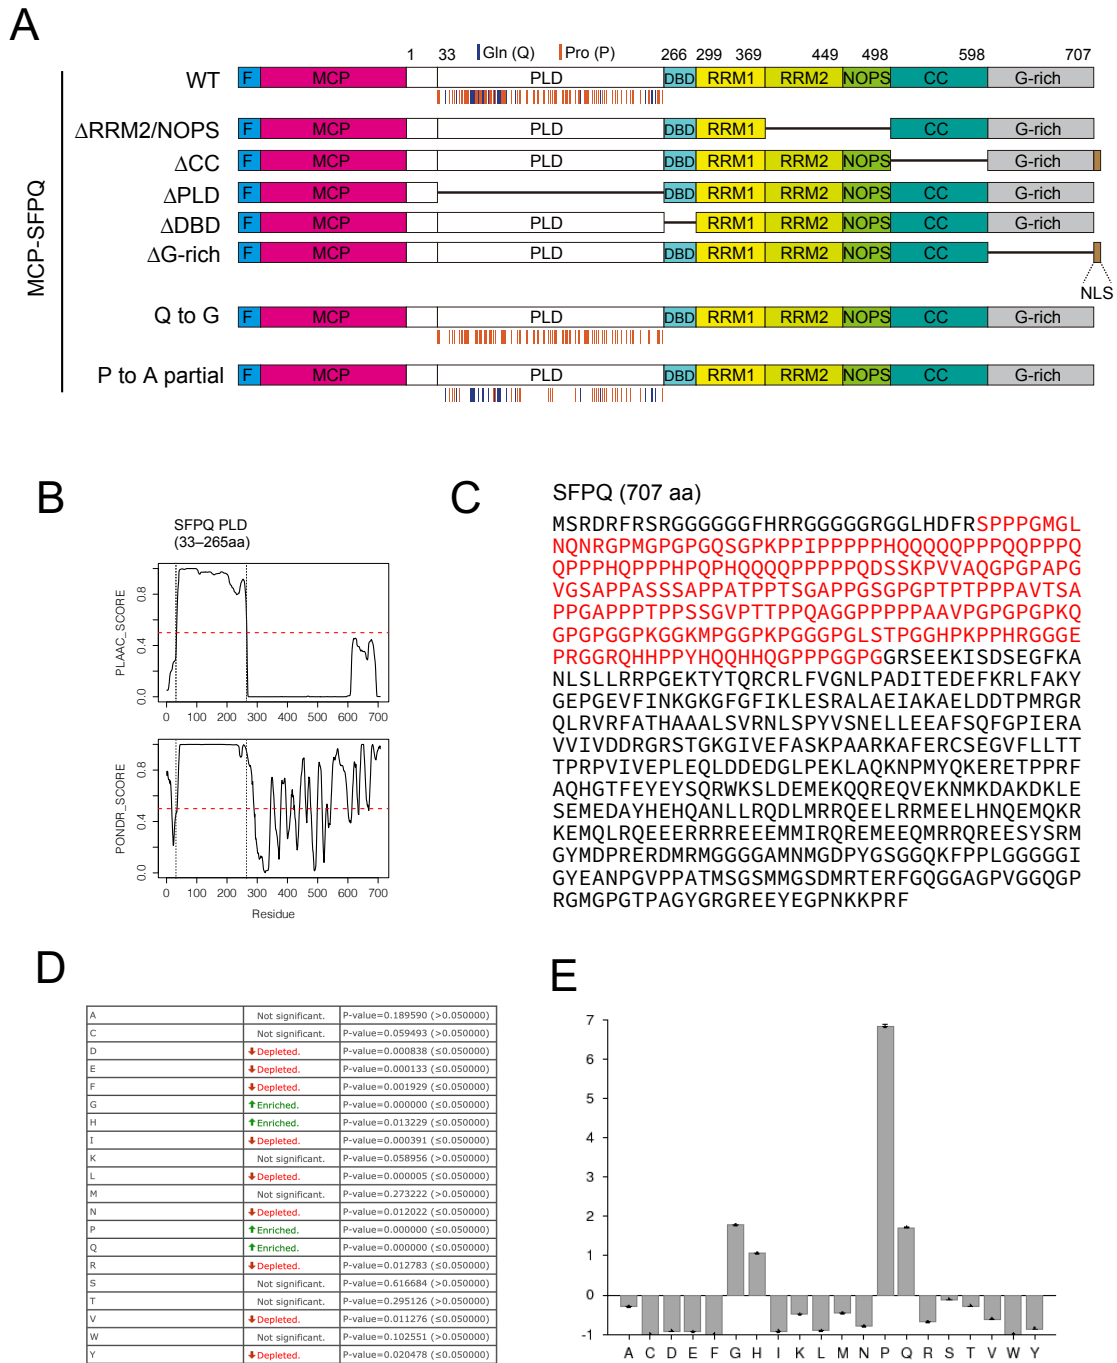 A
1 33 Gln (Q) Pro (P) 266 299 369 449 498 598 707
MCP-SFPQ
WT F MCP PLD DBD RRM1 RRM2 NOPS CC G-rich
ΔRRM2/NOPS F MCP PLD DBD RRM1 CC G-rich
ΔCC F MCP PLD DBD RRM1 RRM2 NOPS G-rich
ΔPLD F MCP DBD RRM1 RRM2 NOPS CC G-rich
ΔDBD F MCP PLD RRM1 RRM2 NOPS CC G-rich
ΔG-rich F MCP PLD DBD RRM1 RRM2 NOPS CC
NLS
Q to G F MCP PLD DBD RRM1 RRM2 NOPS CC G-rich
P to A partial F MCP PLD DBD RRM1 RRM2 NOPS CC G-rich
B
SFPQ PLD
(33–265aa)
PLAAC_SCORE
0.8
0.4
0.0
0 100 200 300 400 500 600 700
PONDR_SCORE
0.8
0.4
0.0
0 100 200 300 400 500 600 700
Residue
C
SFPQ (707 aa)
MSRDRFRSRGGGGGGFHRRGGGGGRGGLHDFRSPPPGMGL
NQNRGPMGPGPGQSGPKPPIPPPPPHQQQQQPPPQQPPPQ
QPPPHQPPPHPQPHQQQQPPPPPQDSSKPVVAQGPGPAPG
VGSAPPASSSAPPATPPTSGAPPGSGPGPTPTPPPAVTSA
PPGAPPPTPPSSGVPTTPPQAGGPPPPPAAVPGPGPGPKQ
GPGPGGPKGGKMPGGPKPGGGPGLSTPGGHPKPPHRGGGE
PRGGRQHHPPYHQQHHQGPPPGGPGGRSEEKISDSEGFKA
NLSLLRRPGEKTYTQRCRLFVGNLPADITEDEFKRLFAKY
GEPGEVFINKGKGFGFIKLESRALAEIAKAELDDTPMRGR
QLRVRFATHAAALSVRNLSPYVSNELLEEAFSQFGPIERA
VVIVDDRGRSTGKGIVEFASKPAARKAFERCSEGVFLLTT
TPRPVIVEPLEQLDDEDGLPEKLAQKNPMYQKERETPPRF
AQHGTFEYEYSQRWKSLDEMEKQQREQVEKNMKDAKDKLE
SEMEDAYHEHQANLLRQDLMRRQEELRRMEELHNQEMQKR
KEMQLRQEEERRRREEEMMIRQREMEEQMRRQREESYSRM
GYMDPRERDMRMGGGGAMNMGDPYGSGGQKFPPLGGGGGI
GYEANPGVPPATMSGSMMGSDMRTERFGQGGAGPVGGQGP
RGMGPGTPAGYGRGREEYEGPNKKPRF
D
A Not significant. P-value=0.189590 (>0.050000)
C Not significant. P-value=0.059493 (>0.050000)
D Depleted. P-value=0.000838 (≤0.050000)
E Depleted. P-value=0.000133 (≤0.050000)
F Depleted. P-value=0.001929 (≤0.050000)
G Enriched. P-value=0.000000 (≤0.050000)
H Enriched. P-value=0.013229 (≤0.050000)
I Depleted. P-value=0.000391 (≤0.050000)
K Not significant. P-value=0.058956 (>0.050000)
L Depleted. P-value=0.000005 (≤0.050000)
M Not significant. P-value=0.273222 (>0.050000)
N Depleted. P-value=0.012022 (≤0.050000)
P Enriched. P-value=0.000000 (≤0.050000)
Q Enriched. P-value=0.000000 (≤0.050000)
R Depleted. P-value=0.012783 (≤0.050000)
S Not significant. P-value=0.616684 (>0.050000)
T Not significant. P-value=0.295126 (>0.050000)
V Depleted. P-value=0.011276 (≤0.050000)
W Not significant. P-value=0.102551 (>0.050000)
Y Depleted. P-value=0.020478 (≤0.050000)
E
7
6
5
4
3
2
1
0
-1
A C D E F G H I K L M N P Q R S T V W Y